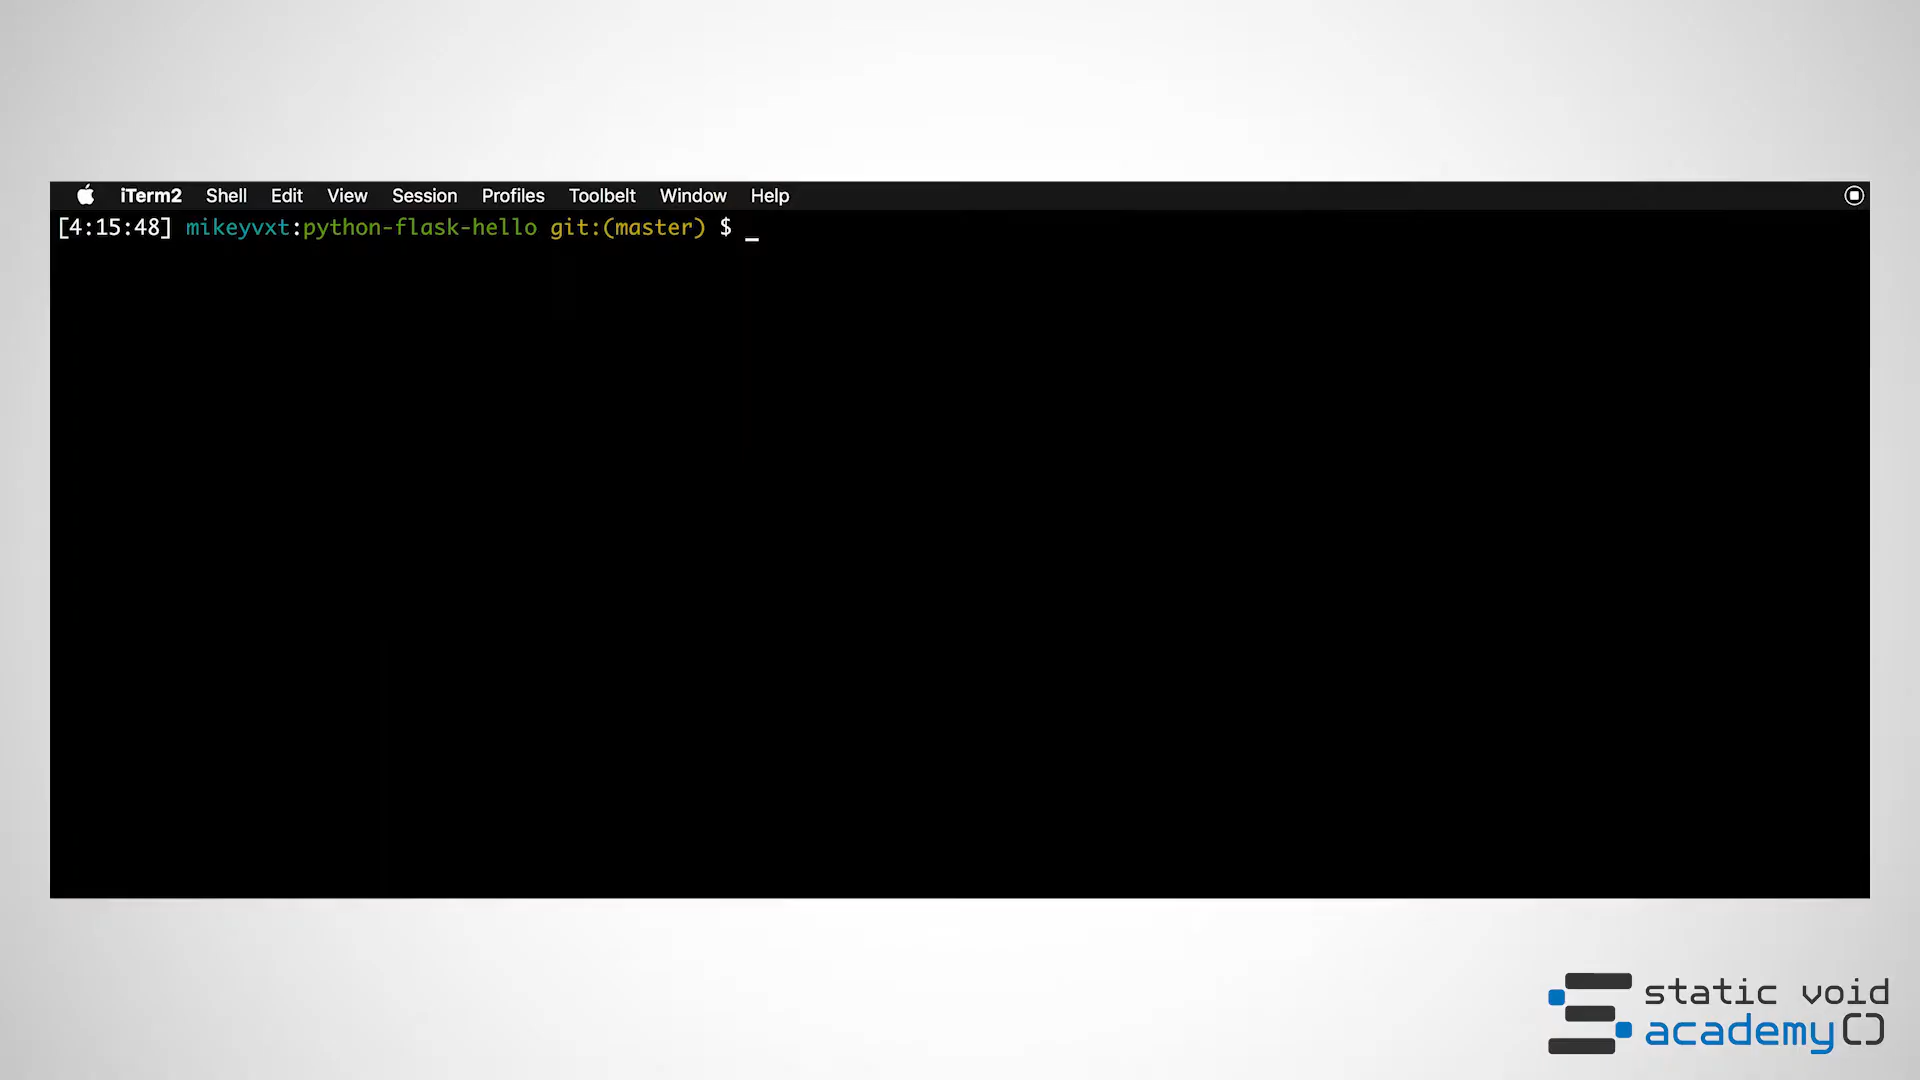 iTerm2 Shell Edit View Session Profiles Toolbelt Window Help
[4:15:48] mikeyvxt:python-flask-hello git:(master) $ _
static void
academy()